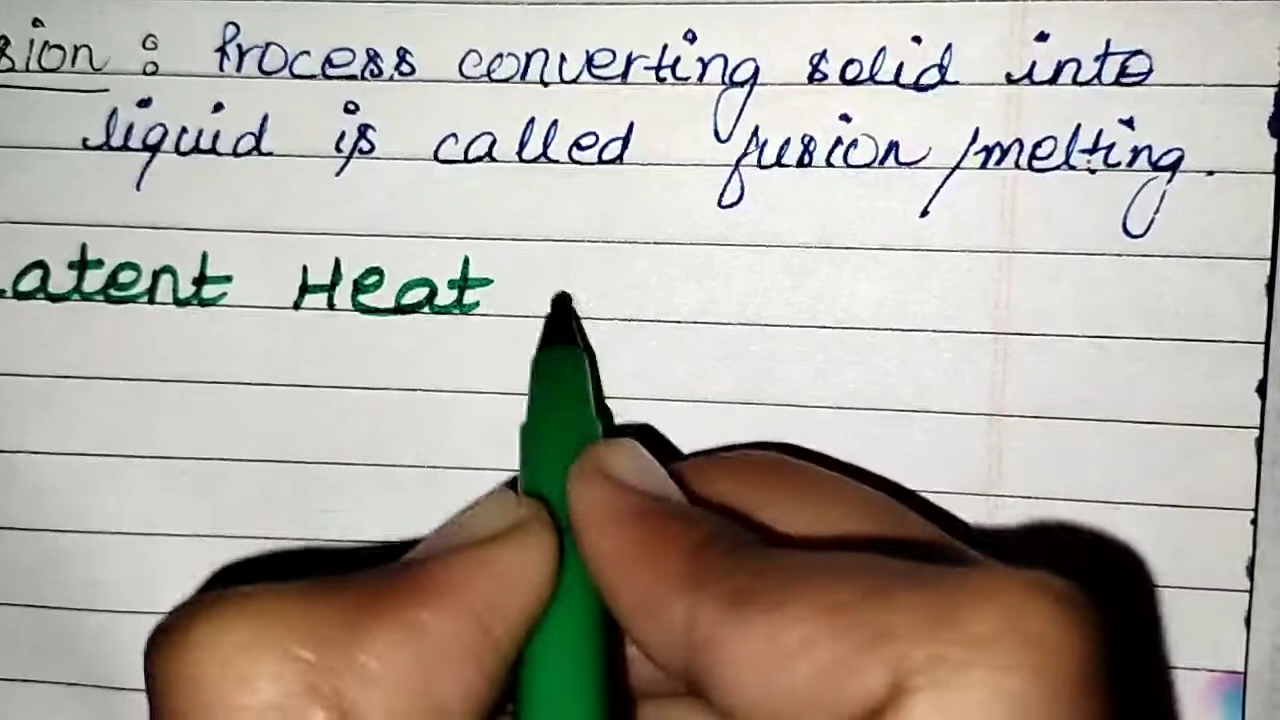 sion : Process converting solid into
liquid is called fusion/melting.
atent Heat